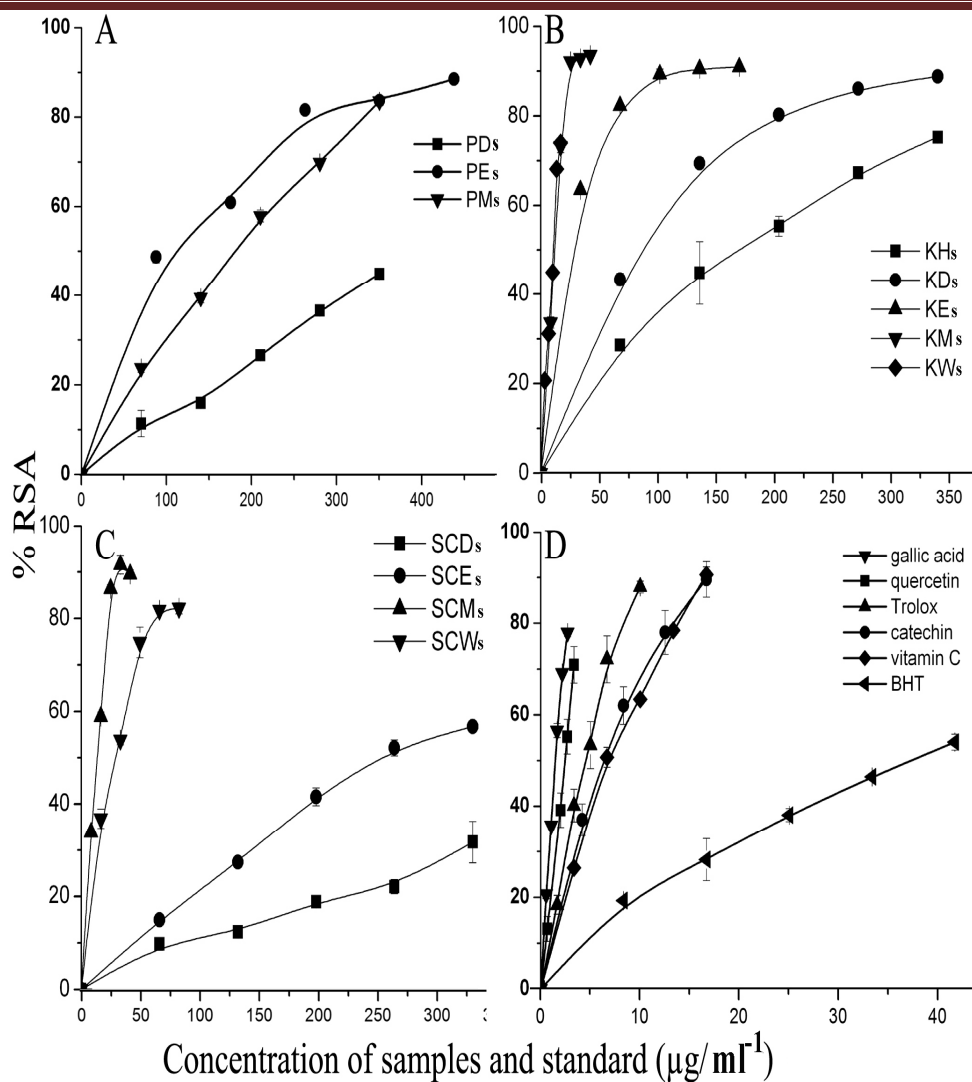 A
100
80
60
40
20
0
0 100 200 300 400
PDs
PEs
PMs
B
100
80
60
40
20
0
0 50 100 150 200 250 300 350
KHs
KDs
KEs
KMs
KWs
% RSA
C
100
80
60
40
20
0
0 50 100 150 200 250 300
SCDs
SCEs
SCMs
SCWs
D
100
80
60
40
20
0
0 10 20 30 40
gallic acid
quercetin
Trolox
catechin
vitamin C
BHT
Concentration of samples and standard (µg/ml⁻¹)